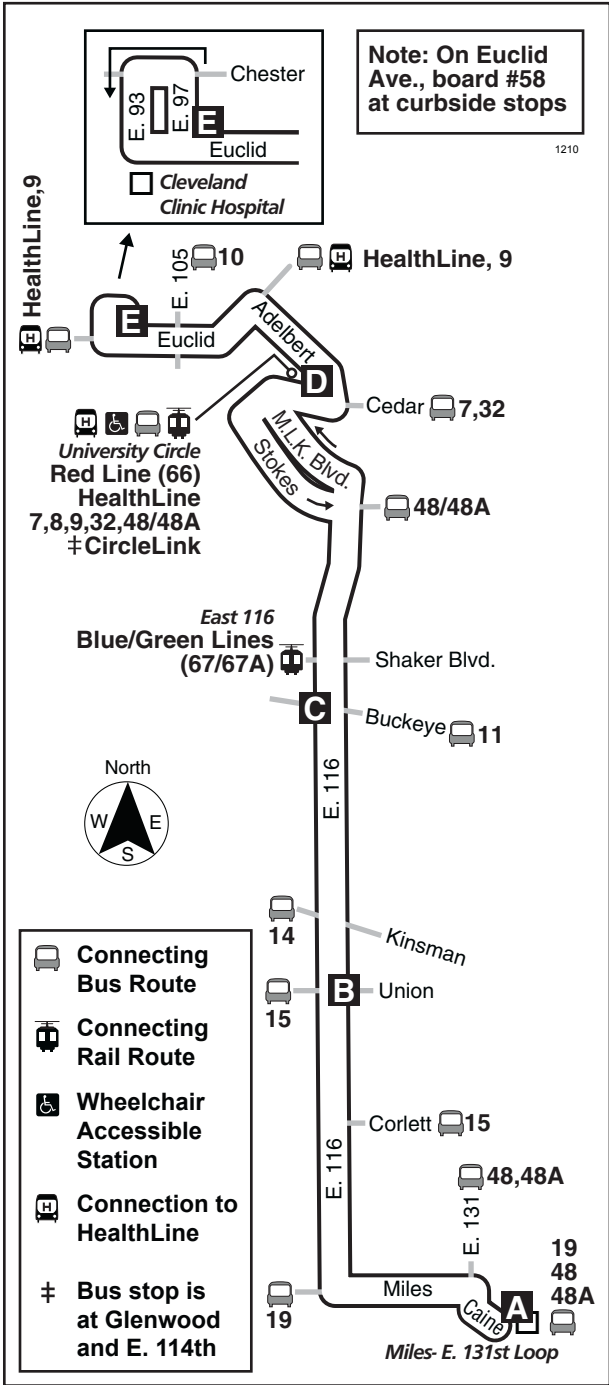 Note: On Euclid
Ave., board #58
at curbside stops
1210
Chester
E. 93
E. 97
E
Euclid
Cleveland
Clinic Hospital
HealthLine,9
H
E. 105
10
H
HealthLine, 9
E
Euclid
Adelbert
D
Cedar
7,32
H
University Circle
Red Line (66)
HealthLine
7,8,9,32,48/48A
‡CircleLink
M.L.K. Blvd.
Stokes
48/48A
East 116
Blue/Green Lines
(67/67A)
Shaker Blvd.
C
Buckeye
11
E. 116
North
W
E
S
14
Kinsman
B
Union
15
Corlett
15
E. 116
48,48A
E. 131
19
48
48A
Miles
Caine
A
19
Miles- E. 131st Loop
Connecting
Bus Route
Connecting
Rail Route
Wheelchair
Accessible
Station
H
Connection to
HealthLine
‡ Bus stop is
at Glenwood
and E. 114th